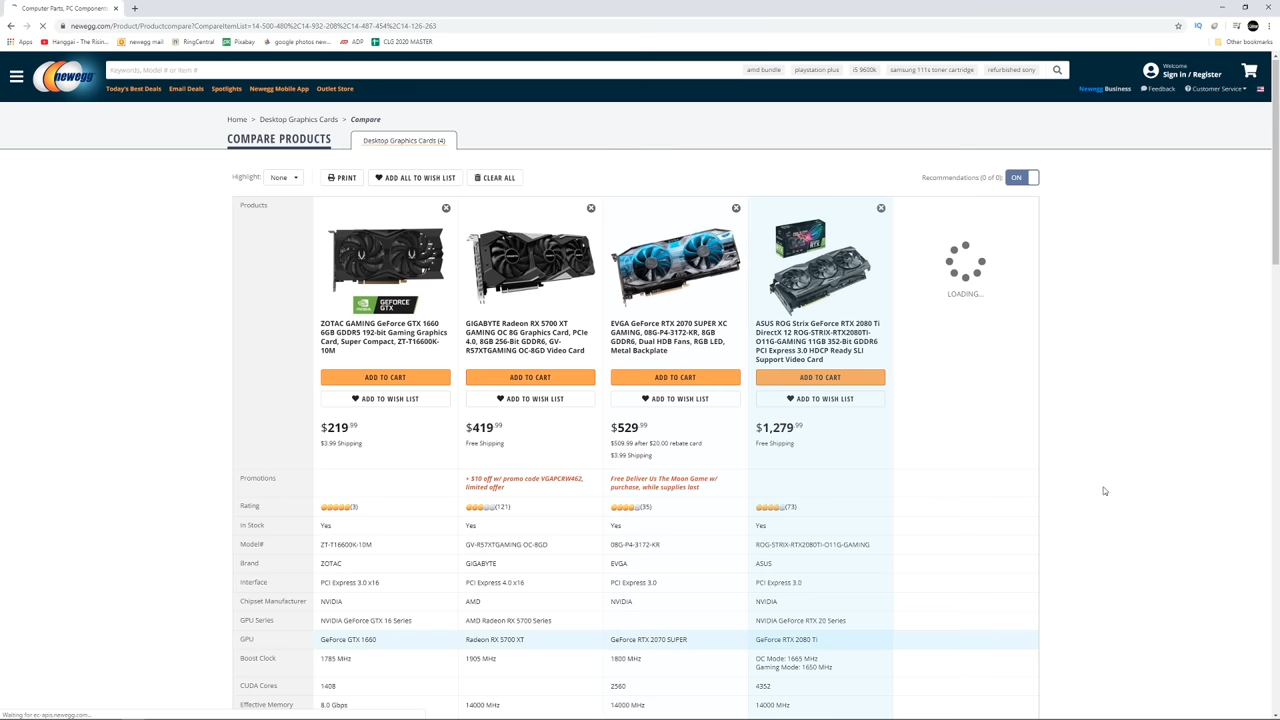 Computer Parts, PC Components
newegg.com/Product/Productcompare?CompareItemList=14-500-480%2C14-932-208%2C14-487-454%2C14-126-263
Apps
Hanggai - The Risin...
newegg mail
RingCentral
Pixabay
google photos new...
ADP
CLG 2020 MASTER
Other bookmarks
newegg
Keywords, Model # or Item #
amd bundle
playstation plus
i5 9600k
samsung 111s toner cartridge
refurbished sony
Welcome
Sign in / Register
Today's Best Deals
Email Deals
Spotlights
Newegg Mobile App
Outlet Store
Newegg Business
Feedback
Customer Service
Home > Desktop Graphics Cards > Compare
COMPARE PRODUCTS
Desktop Graphics Cards (4)
Highlight: None
PRINT
ADD ALL TO WISH LIST
CLEAR ALL
Recommendations (0 of 0): ON
Products
GEFORCE GTX
LOADING...
ZOTAC GAMING GeForce GTX 1660
6GB GDDR5 192-bit Gaming Graphics
Card, Super Compact, ZT-T16600K-
10M
GIGABYTE Radeon RX 5700 XT
GAMING OC 8G Graphics Card, PCIe
4.0, 8GB 256-Bit GDDR6, GV-
R57XTGAMING OC-8GD Video Card
EVGA GeForce RTX 2070 SUPER XC
GAMING, 08G-P4-3172-KR, 8GB
GDDR6, Dual HDB Fans, RGB LED,
Metal Backplate
ASUS ROG Strix GeForce RTX 2080 Ti
DirectX 12 ROG-STRIX-RTX2080TI-
O11G-GAMING 11GB 352-Bit GDDR6
PCI Express 3.0 HDCP Ready SLI
Support Video Card
ADD TO CART
ADD TO CART
ADD TO CART
ADD TO CART
ADD TO WISH LIST
ADD TO WISH LIST
ADD TO WISH LIST
ADD TO WISH LIST
$219.99
$419.99
$529.99
$1,279.99
$3.99 Shipping
Free Shipping
$509.99 after $20.00 rebate card
$3.99 Shipping
Free Shipping
Promotions
+ $10 off w/ promo code VGAPCRW462,
limited offer
Free Deliver Us The Moon Game w/
purchase, while supplies last
Rating (3) (121) (35) (73)
In Stock Yes Yes Yes Yes
Model# ZT-T16600K-10M GV-R57XTGAMING OC-8GD 08G-P4-3172-KR ROG-STRIX-RTX2080TI-O11G-GAMING
Brand ZOTAC GIGABYTE EVGA ASUS
Interface PCI Express 3.0 x16 PCI Express 4.0 x16 PCI Express 3.0 PCI Express 3.0
Chipset Manufacturer NVIDIA AMD NVIDIA NVIDIA
GPU Series NVIDIA GeForce GTX 16 Series AMD Radeon RX 5700 Series NVIDIA GeForce RTX 20 Series
GPU GeForce GTX 1660 Radeon RX 5700 XT GeForce RTX 2070 SUPER GeForce RTX 2080 Ti
Boost Clock 1785 MHz 1905 MHz 1800 MHz OC Mode: 1665 MHz
Gaming Mode: 1650 MHz
CUDA Cores 1408 2560 4352
Effective Memory 8.0 Gbps 14000 MHz 14000 MHz 14000 MHz
Waiting for ec-apis.newegg.com...